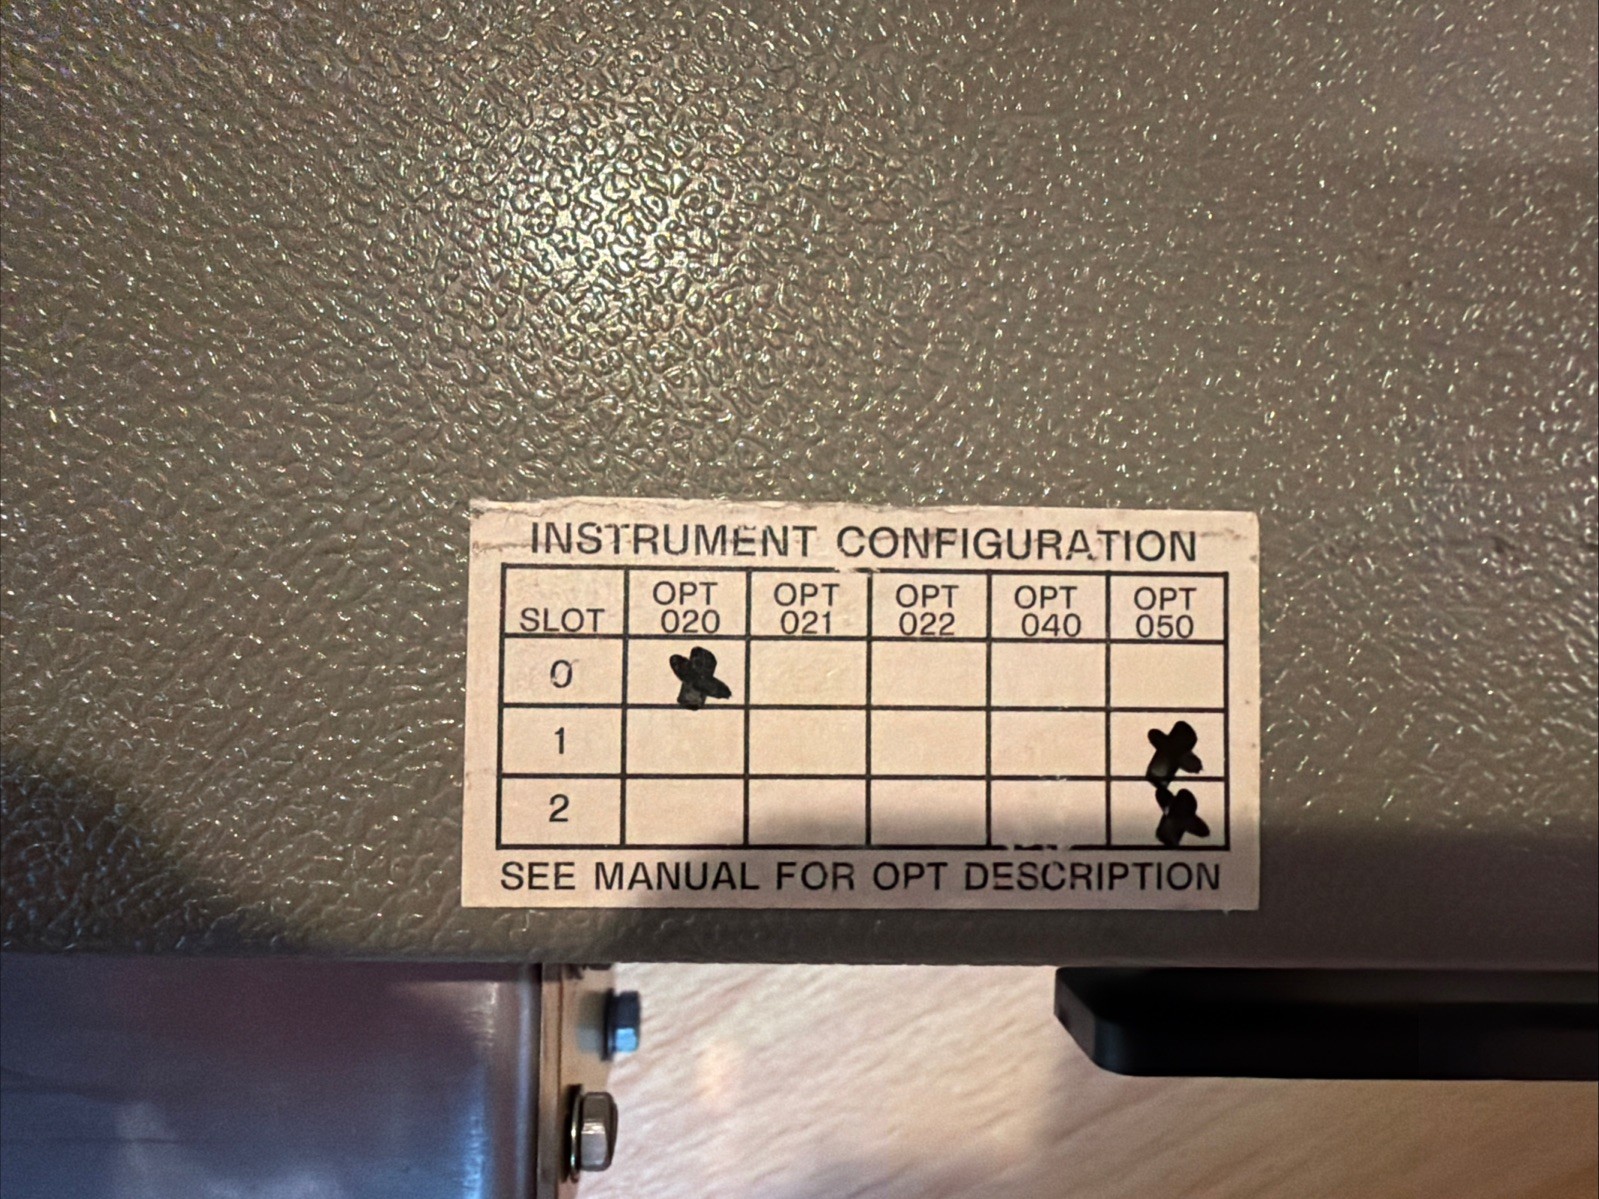 INSTRUMENT CONFIGURATION
SLOT OPT 020 OPT 021 OPT 022 OPT 040 OPT 050
0
1
2
SEE MANUAL FOR OPT DESCRIPTION